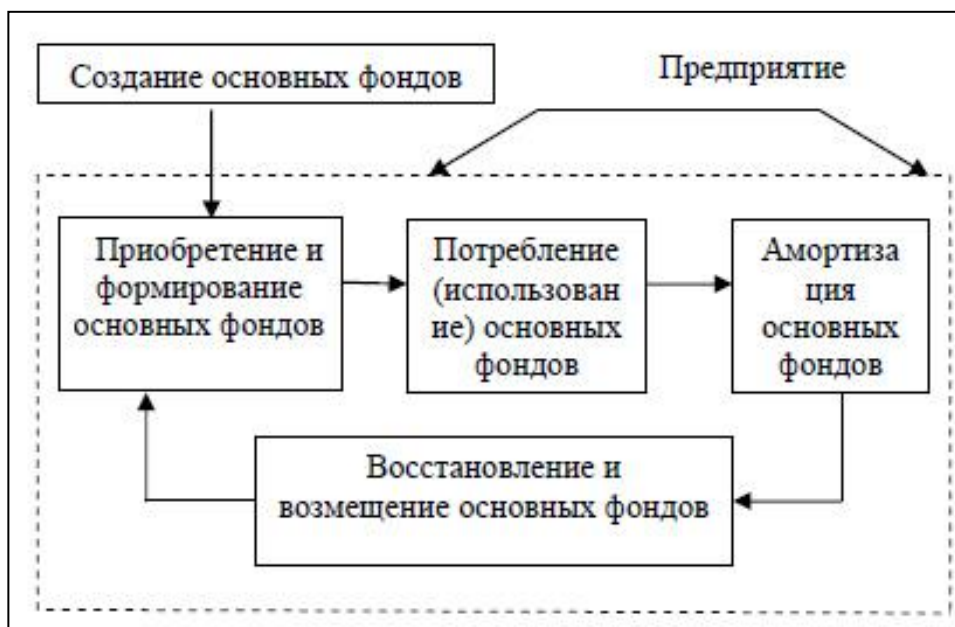 Создание основных фондов
Предприятие
Приобретение и
формирование
основных фондов
Потребление
(использован
ие) основных
фондов
Амортиза
ция
основных
фондов
Восстановление и
возмещение основных фондов